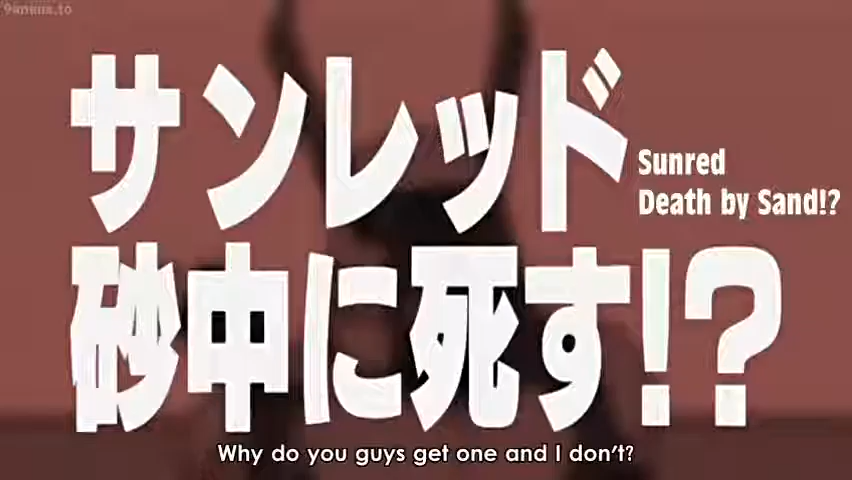 9anime.to
サンレッド
Sunred
Death by Sand!?
砂中に死す!?
Why do you guys get one and I don't?